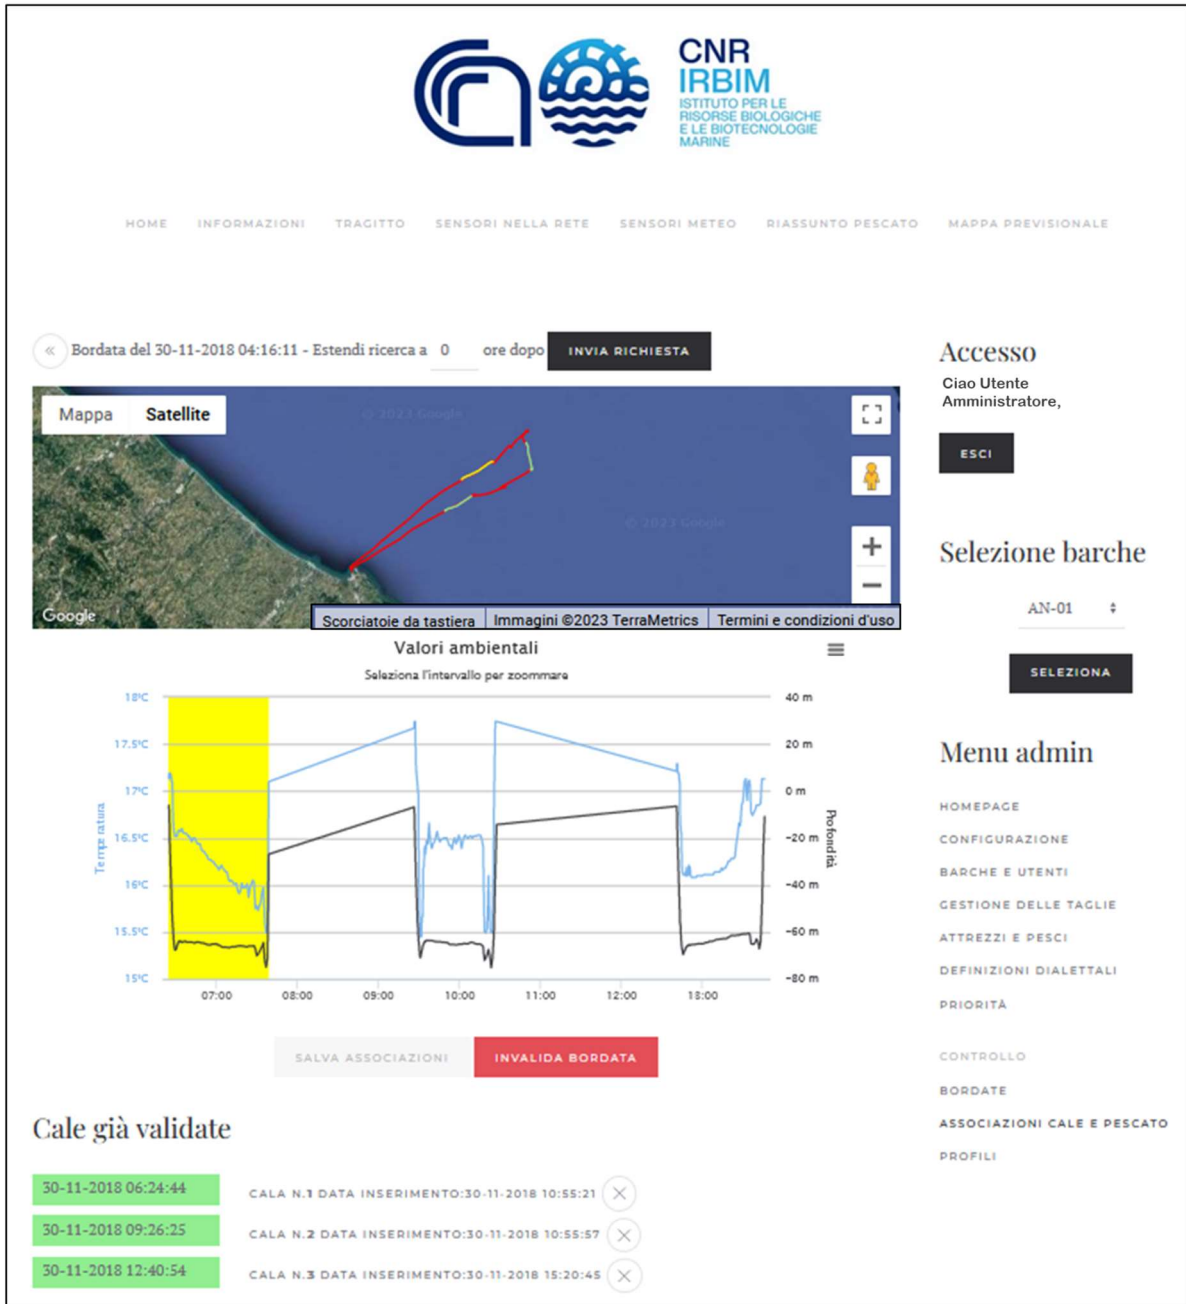 CNR
IRBIM
ISTITUTO PER LE
RISORSE BIOLOGICHE
E LE BIOTECNOLOGIE
MARINE
HOME INFORMAZIONI TRAGITTO SENSORI NELLA RETE SENSORI METEO RIASSUNTO PESCATO MAPPA PREVISIONALE
« Bordata del 30-11-2018 04:16:11 - Estendi ricerca a 0 ore dopo INVIA RICHIESTA
Mappa Satellite
© 2023 Google
© 2023 Google
Google
Scorciatoie da tastiera Immagini ©2023 TerraMetrics Termini e condizioni d'uso
Valori ambientali
Seleziona l'intervallo per zoommare
18°C 40 m
17.5°C 20 m
17°C 0 m
16.5°C -20 m
16°C -40 m
15.5°C -60 m
15°C -80 m
Temperatura
Profondità
07:00 08:00 09:00 10:00 11:00 12:00 13:00
SALVA ASSOCIAZIONI INVALIDA BORDATA
Cale già validate
30-11-2018 06:24:44 CALA N.1 DATA INSERIMENTO:30-11-2018 10:55:21
30-11-2018 09:26:25 CALA N.2 DATA INSERIMENTO:30-11-2018 10:55:57
30-11-2018 12:40:54 CALA N.3 DATA INSERIMENTO:30-11-2018 15:20:45
Accesso
Ciao Utente
Amministratore,
ESCI
Selezione barche
AN-01
SELEZIONA
Menu admin
HOMEPAGE
CONFIGURAZIONE
BARCHE E UTENTI
GESTIONE DELLE TAGLIE
ATTREZZI E PESCI
DEFINIZIONI DIALETTALI
PRIORITÀ
CONTROLLO
BORDATE
ASSOCIAZIONI CALE E PESCATO
PROFILI